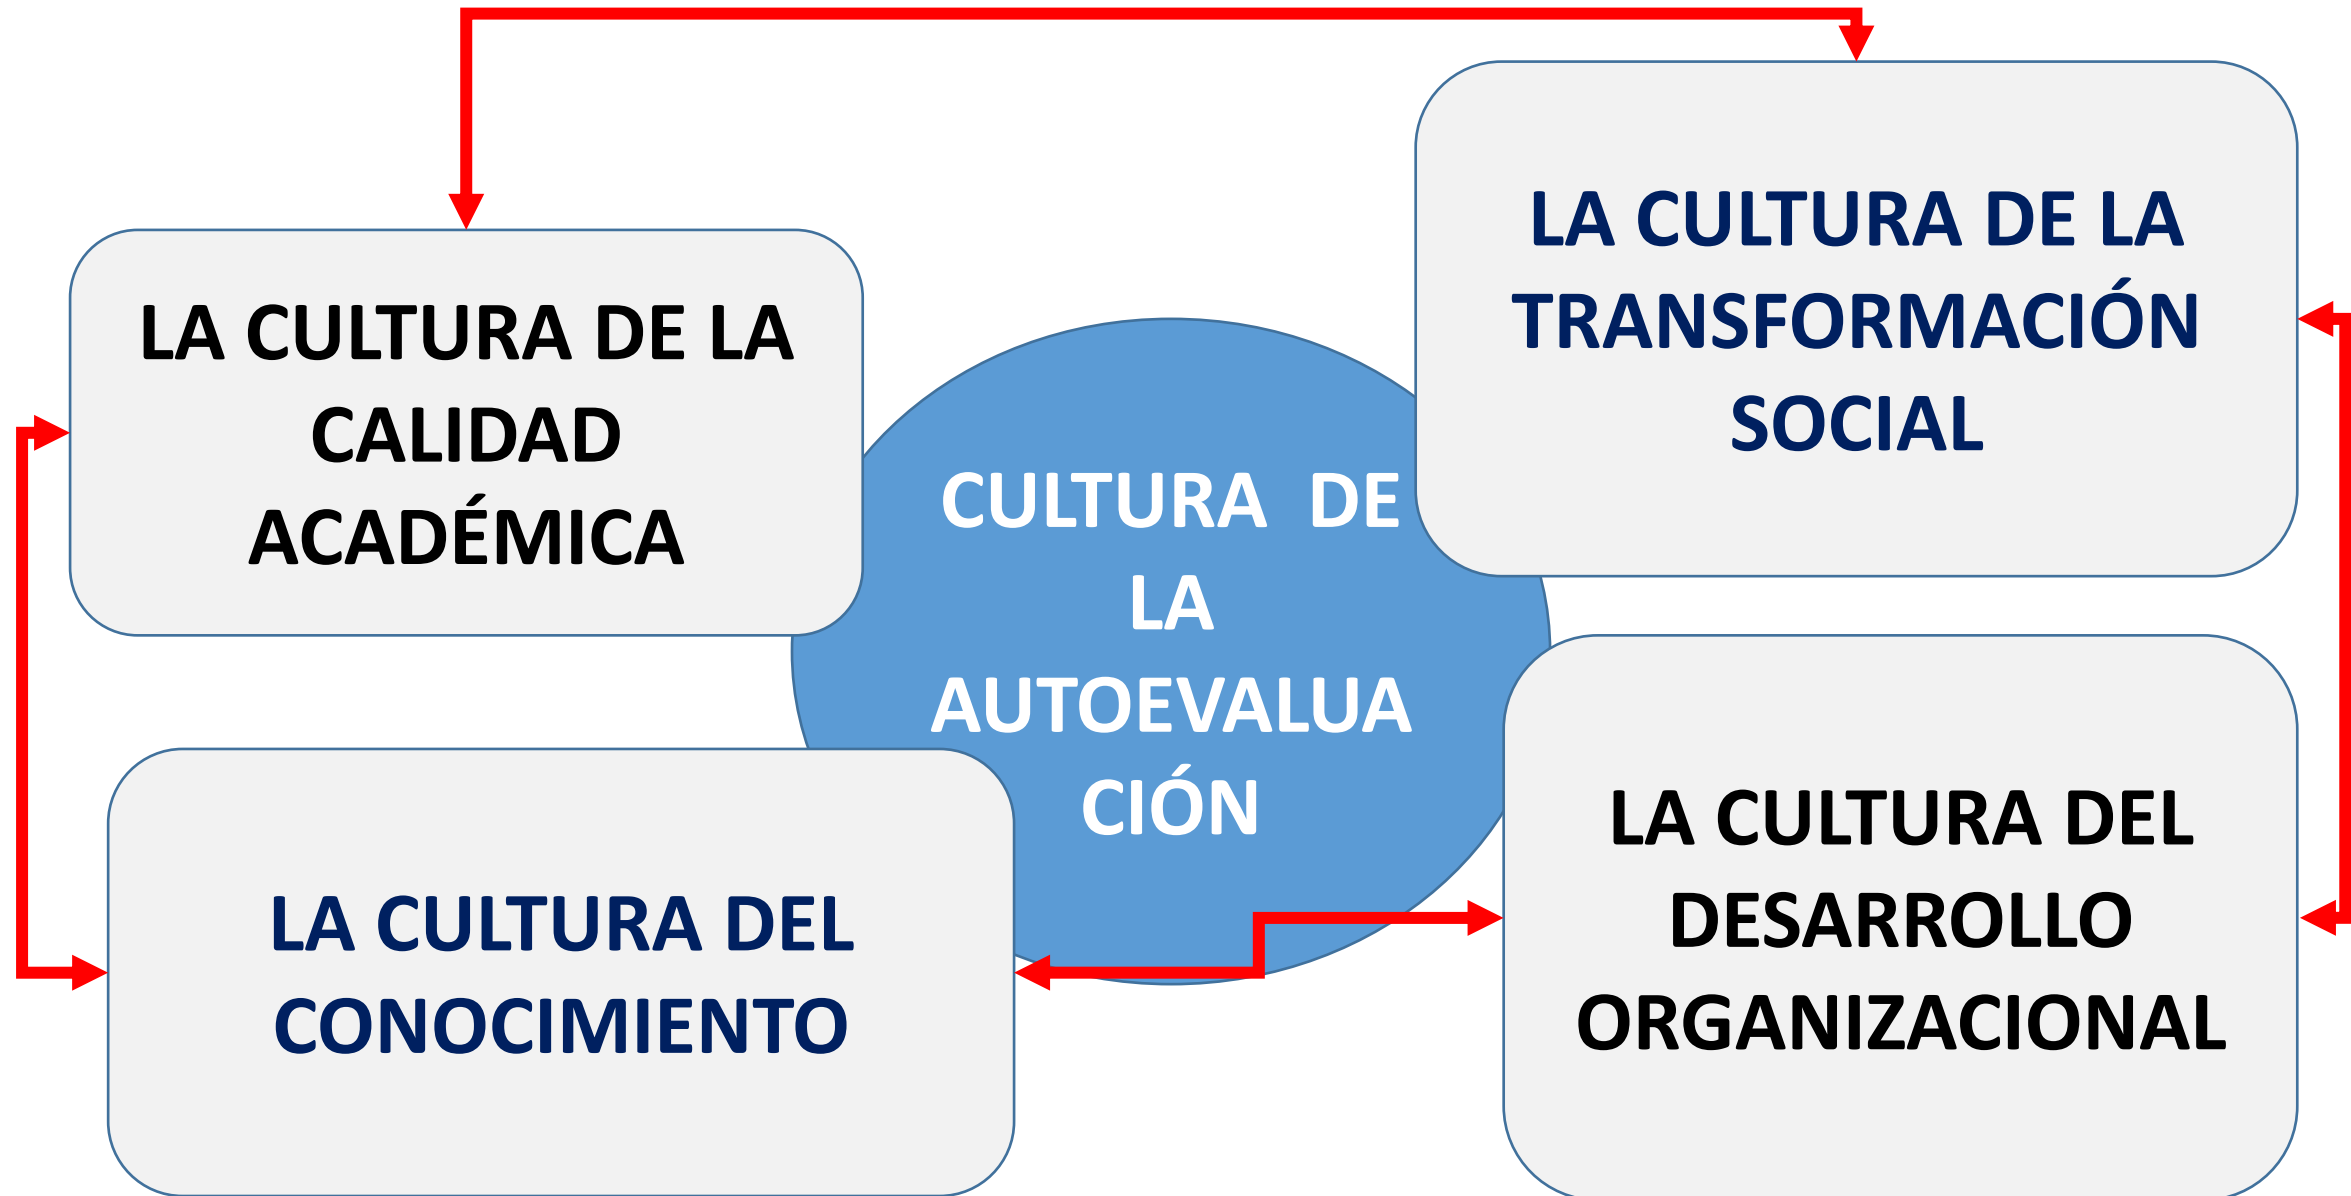 LA CULTURA DE LA
CALIDAD
ACADÉMICA
LA CULTURA DE LA
TRANSFORMACIÓN
SOCIAL
CULTURA  DE
LA
AUTOEVALUA
CIÓN
LA CULTURA DEL
CONOCIMIENTO
LA CULTURA DEL
DESARROLLO
ORGANIZACIONAL